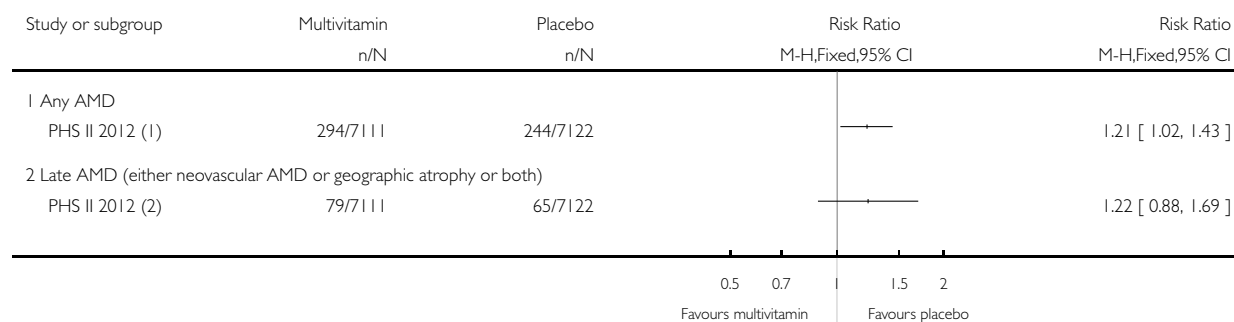 Study or subgroup Multivitamin Placebo Risk Ratio Risk Ratio
n/N n/N M-H,Fixed,95% CI M-H,Fixed,95% CI
1 Any AMD
PHS II 2012 (1) 294/7111 244/7122 1.21 [ 1.02, 1.43 ]
2 Late AMD (either neovascular AMD or geographic atrophy or both)
PHS II 2012 (2) 79/7111 65/7122 1.22 [ 0.88, 1.69 ]
0.5 0.7 1 1.5 2
Favours multivitamin Favours placebo